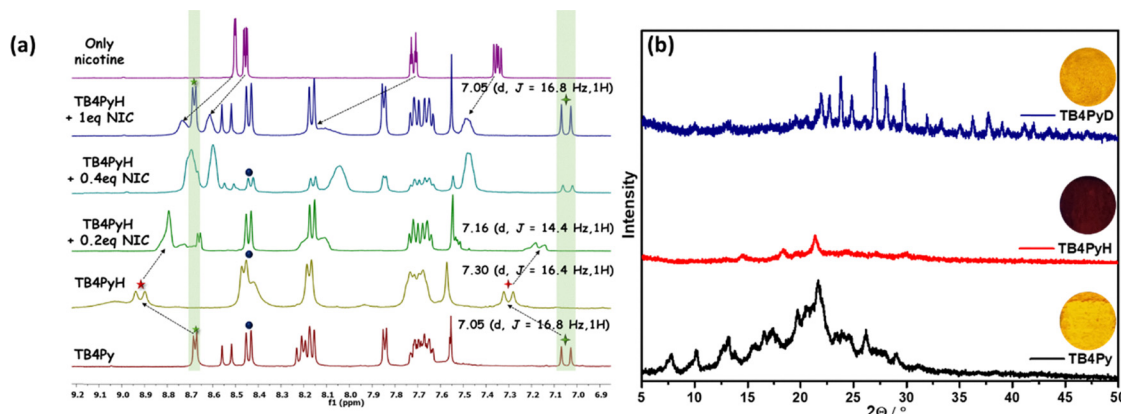 (a)
Only
nicotine
7.05 (d, J = 16.8 Hz,1H)
TB4PyH
+ 1eq NIC
TB4PyH
+ 0.4eq NIC
TB4PyH
+ 0.2eq NIC
7.16 (d, J = 14.4 Hz,1H)
TB4PyH
7.30 (d, J = 16.4 Hz,1H)
7.05 (d, J = 16.8 Hz,1H)
TB4Py
9.2 9.1 9.0 8.9 8.8 8.7 8.6 8.5 8.4 8.3 8.2 8.1 8.0 7.9 7.8 7.7 7.6 7.5 7.4 7.3 7.2 7.1 7.0 6.9
f1 (ppm)
(b)
TB4PyD
TB4PyH
TB4Py
Intensity
5 10 15 20 25 30 35 40 45 50
2Θ / °